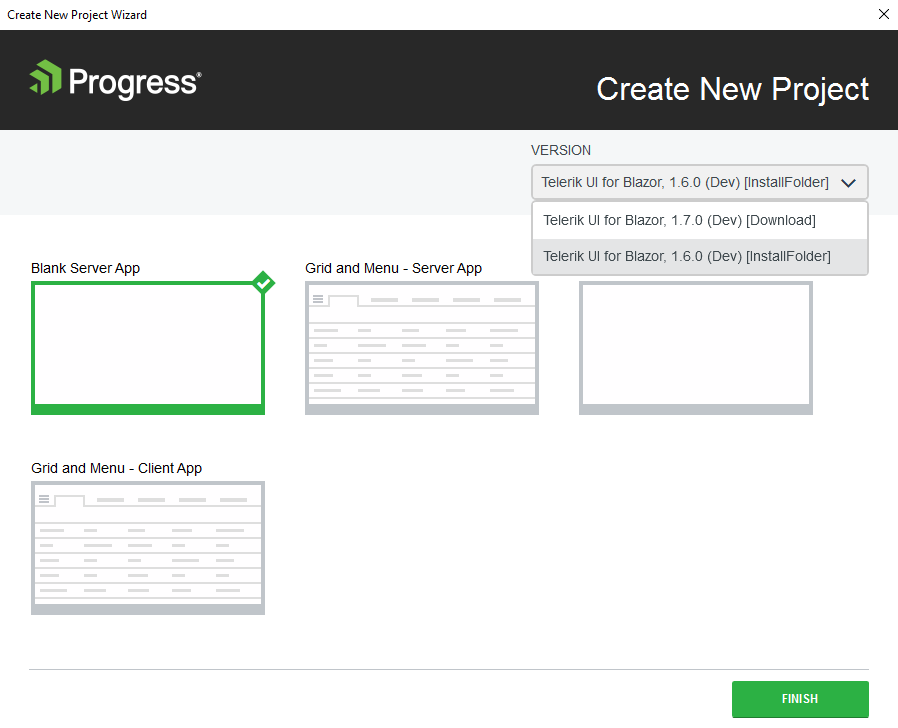 Create New Project Wizard
Progress®
Create New Project
VERSION
Telerik UI for Blazor, 1.6.0 (Dev) [InstallFolder]
Telerik UI for Blazor, 1.7.0 (Dev) [Download]
Telerik UI for Blazor, 1.6.0 (Dev) [InstallFolder]
Blank Server App
Grid and Menu - Server App
Grid and Menu - Client App
FINISH